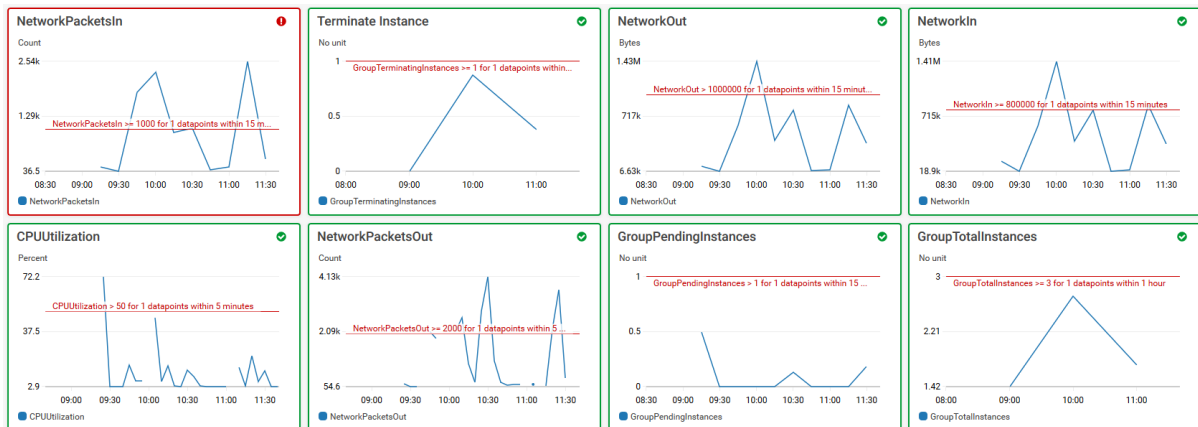 NetworkPacketsIn
Count
2.54k
1.29k
36.5
NetworkPacketsIn >= 1000 for 1 datapoints within 15 m...
08:30 09:00 09:30 10:00 10:30 11:00 11:30
NetworkPacketsIn
Terminate Instance
No unit
1
0.5
0
GroupTerminatingInstances >= 1 for 1 datapoints within...
08:00 09:00 10:00 11:00
GroupTerminatingInstances
NetworkOut
Bytes
1.43M
717k
6.63k
NetworkOut > 1000000 for 1 datapoints within 15 minut...
08:30 09:00 09:30 10:00 10:30 11:00 11:30
NetworkOut
NetworkIn
Bytes
1.41M
715k
18.9k
NetworkIn >= 800000 for 1 datapoints within 15 minutes
08:30 09:00 09:30 10:00 10:30 11:00 11:30
NetworkIn
CPUUtilization
Percent
72.2
37.5
2.9
CPUUtilization > 50 for 1 datapoints within 5 minutes
09:00 09:30 10:00 10:30 11:00 11:30
CPUUtilization
NetworkPacketsOut
Count
4.13k
2.09k
54.6
NetworkPacketsOut >= 2000 for 1 datapoints within 5 ...
09:00 09:30 10:00 10:30 11:00 11:30
NetworkPacketsOut
GroupPendingInstances
No unit
1
0.5
0
GroupPendingInstances > 1 for 1 datapoints within 15 ...
08:30 09:00 09:30 10:00 10:30 11:00 11:30
GroupPendingInstances
GroupTotalInstances
No unit
3
2.21
1.42
GroupTotalInstances >= 3 for 1 datapoints within 1 hour
08:00 09:00 10:00 11:00
GroupTotalInstances